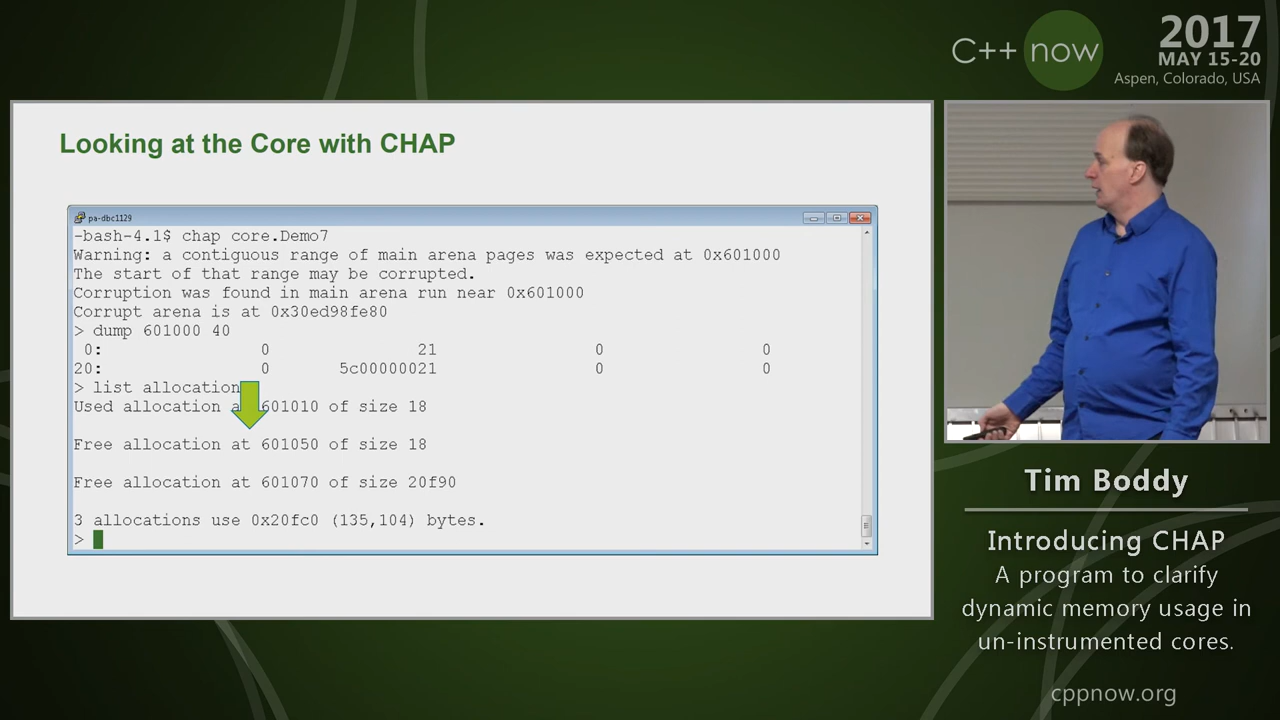 C++ now
2017
MAY 15-20
Aspen, Colorado, USA
Looking at the Core with CHAP
pa-dbc1129
-bash-4.1$ chap core.Demo7
Warning: a contiguous range of main arena pages was expected at 0x601000
The start of that range may be corrupted.
Corruption was found in main arena run near 0x601000
Corrupt arena is at 0x30ed98fe80
> dump 601000 40
0: 0 21 0 0
20: 0 5c00000021 0 0
> list allocation
Used allocation a 601010 of size 18
Free allocation at 601050 of size 18
Free allocation at 601070 of size 20f90
3 allocations use 0x20fc0 (135,104) bytes.
>
Tim Boddy
Introducing CHAP
A program to clarify
dynamic memory usage in
un-instrumented cores.
cppnow.org